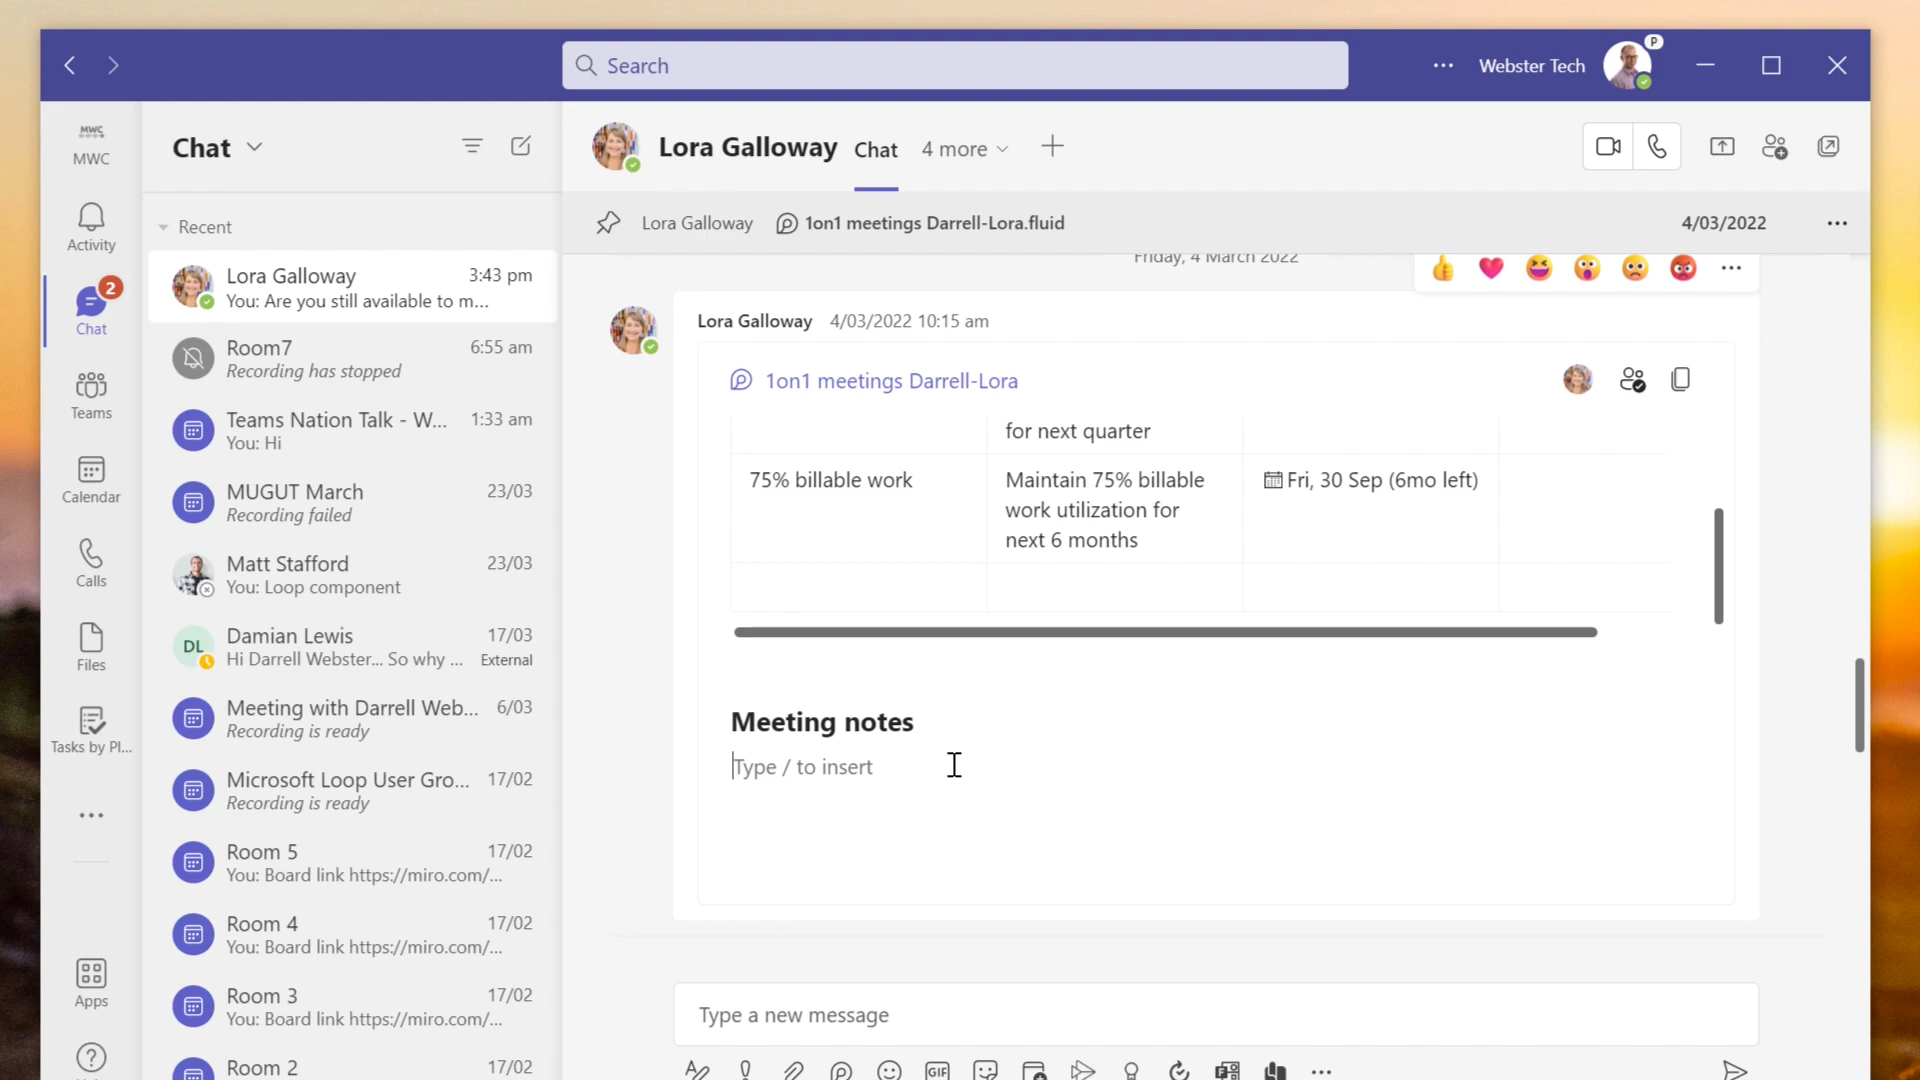 Search
Webster Tech
P
MWC
MWC
Activity
2
Chat
Teams
Calendar
Calls
Files
Tasks by Pl...
Apps
Chat
Recent
Lora Galloway 3:43 pm
You: Are you still available to m...
Room7 6:55 am
Recording has stopped
Teams Nation Talk - W... 1:33 am
You: Hi
MUGUT March 23/03
Recording failed
Matt Stafford 23/03
You: Loop component
DL
Damian Lewis 17/03
Hi Darrell Webster... So why ... External
Meeting with Darrell Web... 6/03
Recording is ready
Microsoft Loop User Gro... 17/02
Recording is ready
Room 5 17/02
You: Board link https://miro.com/...
Room 4 17/02
You: Board link https://miro.com/...
Room 3 17/02
You: Board link https://miro.com/...
Room 2 17/02
Lora Galloway Chat 4 more
Lora Galloway 1on1 meetings Darrell-Lora.fluid 4/03/2022
Friday, 4 March 2022
Lora Galloway 4/03/2022 10:15 am
1on1 meetings Darrell-Lora
for next quarter
75% billable work
Maintain 75% billable
work utilization for
next 6 months
Fri, 30 Sep (6mo left)
Meeting notes
Type / to insert
Type a new message
GIF